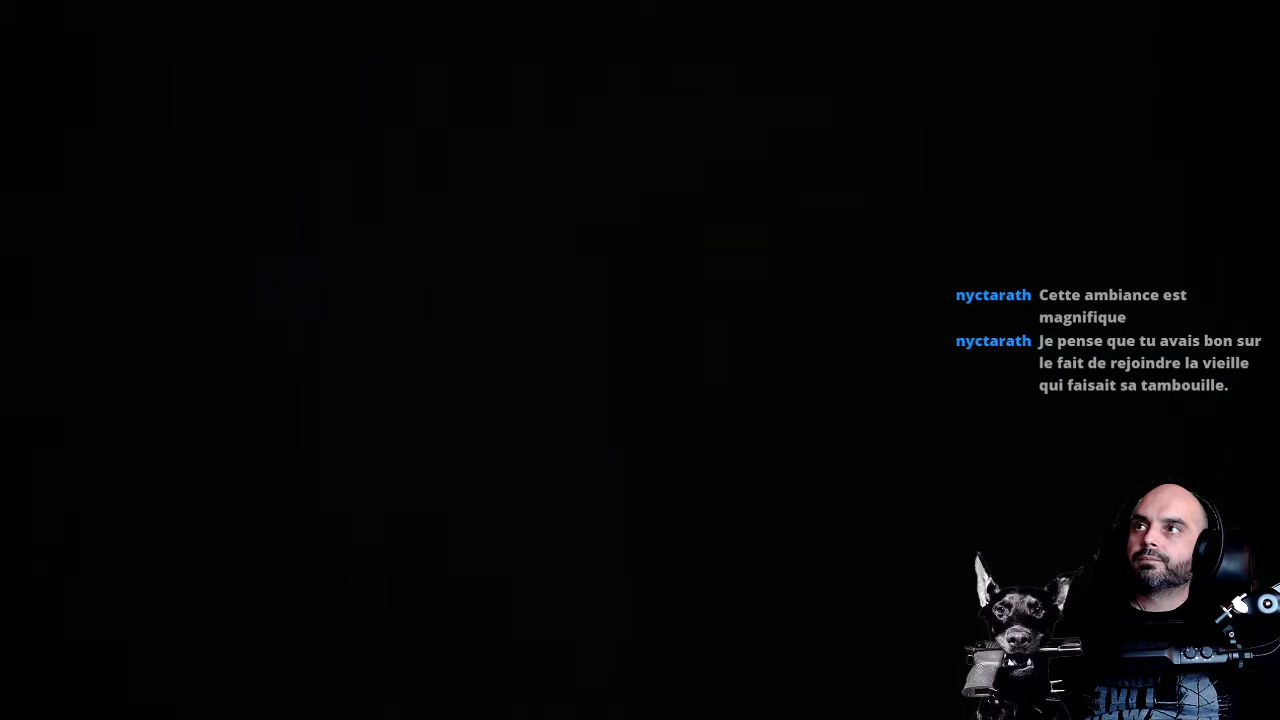 nyctarath Cette ambiance est
magnifique
nyctarath Je pense que tu avais bon sur
le fait de rejoindre la vieille
qui faisait sa tambouille.